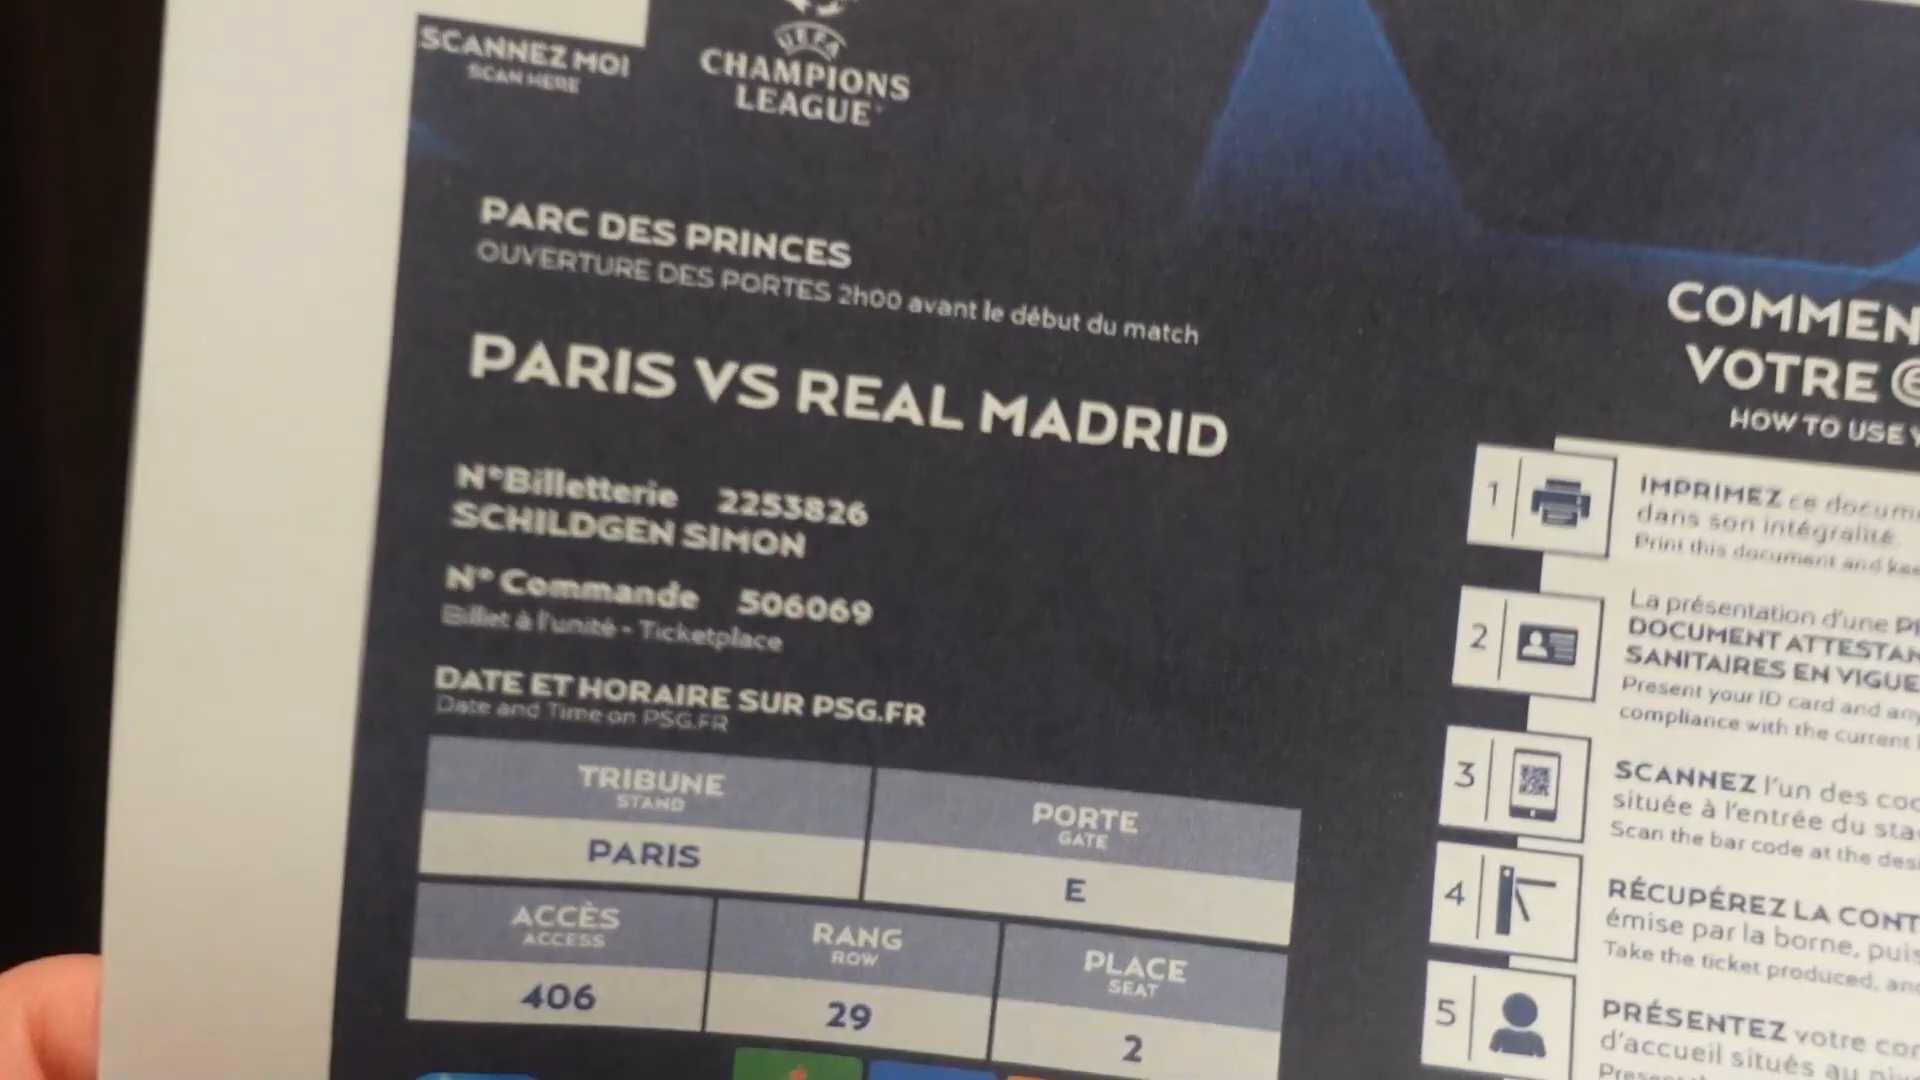 SCANNEZ MOI
SCAN HERE
UEFA
CHAMPIONS
LEAGUE
PARC DES PRINCES
OUVERTURE DES PORTES 2h00 avant le début du match
PARIS VS REAL MADRID
N°Billetterie 2253826
SCHILDGEN SIMON
N° Commande 506069
Billet à l'unité - Ticketplace
DATE ET HORAIRE SUR PSG.FR
Date and Time on PSG.FR
TRIBUNE
STAND
PARIS
PORTE
GATE
E
ACCÈS
ACCESS
406
RANG
ROW
29
PLACE
SEAT
2
COMMEN
VOTRE @
HOW TO USE Y
1
IMPRIMEZ ce docum
dans son intégralité.
Print this document and kee
2
La présentation d'une PI
DOCUMENT ATTESTAN
SANITAIRES EN VIGUE
Present your ID card and any
compliance with the current
3
SCANNEZ l'un des cod
située à l'entrée du sta
Scan the bar code at the des
4
RÉCUPÉREZ LA CONT
émise par la borne, puis
Take the ticket produced, and
5
PRÉSENTEZ votre con
d'accueil situés au niv
Present